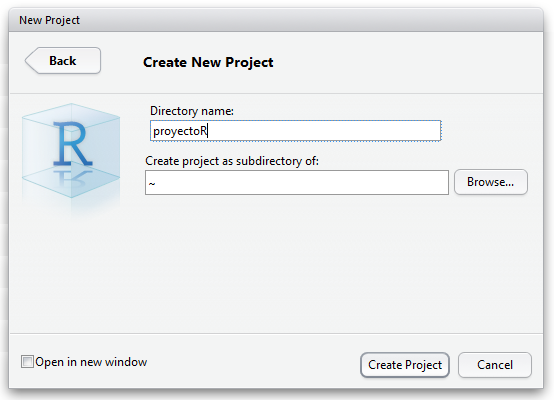 New Project
Back
Create New Project
R
Directory name:
proyectoR
Create project as subdirectory of:
~
Browse...
Open in new window
Create Project
Cancel